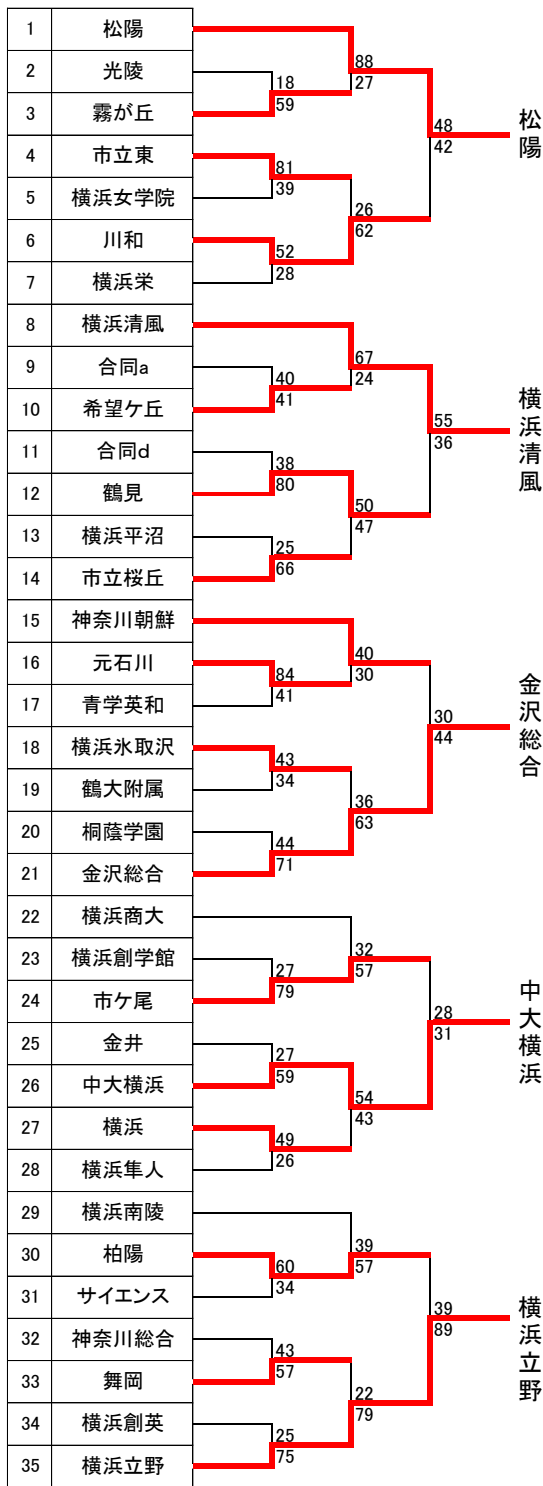 1 松陽
2 光陵
3 霧が丘
4 市立東
5 横浜女学院
6 川和
7 横浜栄
8 横浜清風
9 合同a
10 希望ケ丘
11 合同d
12 鶴見
13 横浜平沼
14 市立桜丘
15 神奈川朝鮮
16 元石川
17 青学英和
18 横浜氷取沢
19 鶴大附属
20 桐蔭学園
21 金沢総合
22 横浜商大
23 横浜創学館
24 市ケ尾
25 金井
26 中大横浜
27 横浜
28 横浜隼人
29 横浜南陵
30 柏陽
31 サイエンス
32 神奈川総合
33 舞岡
34 横浜創英
35 横浜立野
18
59
81
39
52
28
40
41
38
80
25
66
84
41
43
34
44
71
27
79
27
59
49
26
60
34
43
57
25
75
88
27
26
62
67
24
50
47
40
30
36
63
32
57
54
43
39
57
22
79
48
42
55
36
30
44
28
31
39
89
松陽
横浜清風
金沢総合
中大横浜
横浜立野